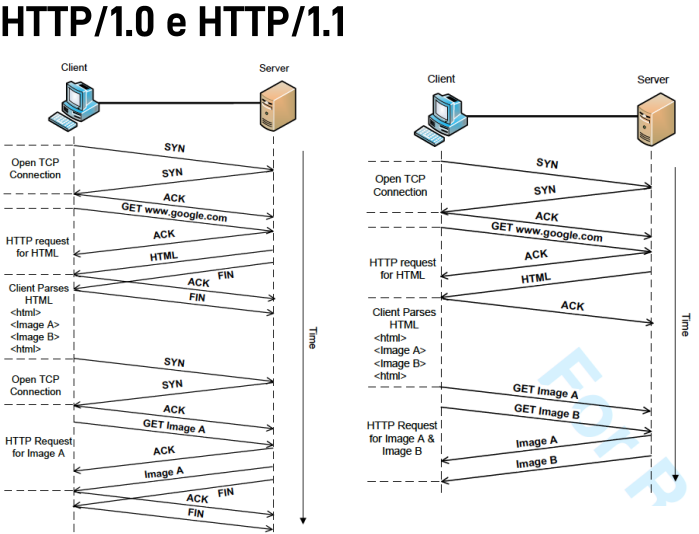 HTTP/1.0 e HTTP/1.1
Client
Server
SYN
Open TCP
Connection
SYN
ACK
GET www.google.com
HTTP request
for HTML
ACK
HTML
FIN
Client Parses
HTML
<html>
<Image A>
<Image B>
<html>
ACK
FIN
Time
SYN
Open TCP
Connection
SYN
ACK
GET Image A
HTTP Request
for Image A
ACK
Image A
FIN
ACK
FIN
Client
Server
SYN
Open TCP
Connection
SYN
ACK
GET www.google.com
HTTP request
for HTML
ACK
HTML
Client Parses
HTML
<html>
<Image A>
<Image B>
<html>
ACK
Time
GET Image A
GET Image B
HTTP Request
for Image A &
Image B
Image A
Image B
For R